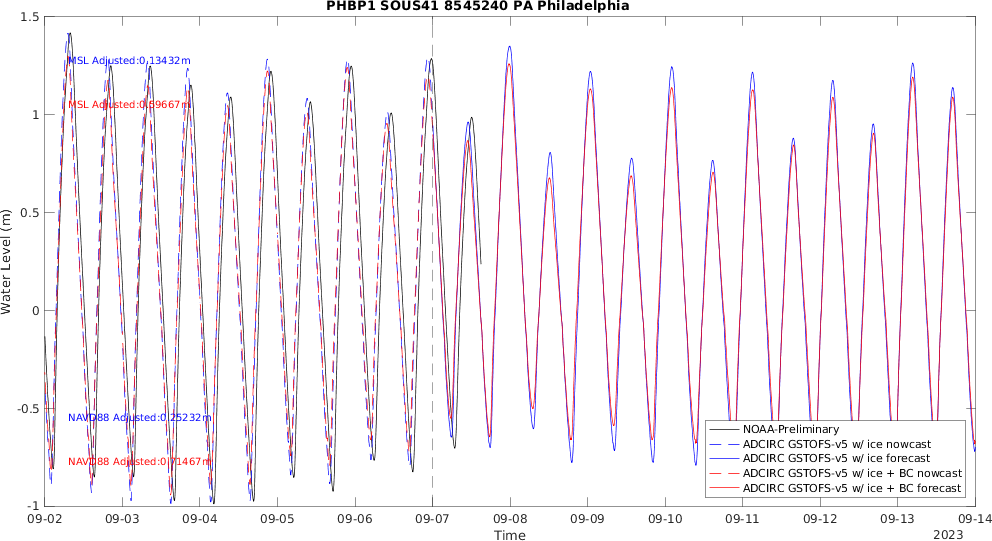 PHBP1 SOUS41 8545240 PA Philadelphia
1.5
1
0.5
0
-0.5
-1
Water Level (m)
MSL Adjusted:0.13432m
MSL Adjusted:0.59667m
NAVD88 Adjusted:0.25232m
NAVD88 Adjusted:0.71467m
NOAA-Preliminary
ADCIRC GSTOFS-v5 w/ ice nowcast
ADCIRC GSTOFS-v5 w/ ice forecast
ADCIRC GSTOFS-v5 w/ ice + BC nowcast
ADCIRC GSTOFS-v5 w/ ice + BC forecast
09-02 09-03 09-04 09-05 09-06 09-07 09-08 09-09 09-10 09-11 09-12 09-13 09-14
Time
2023